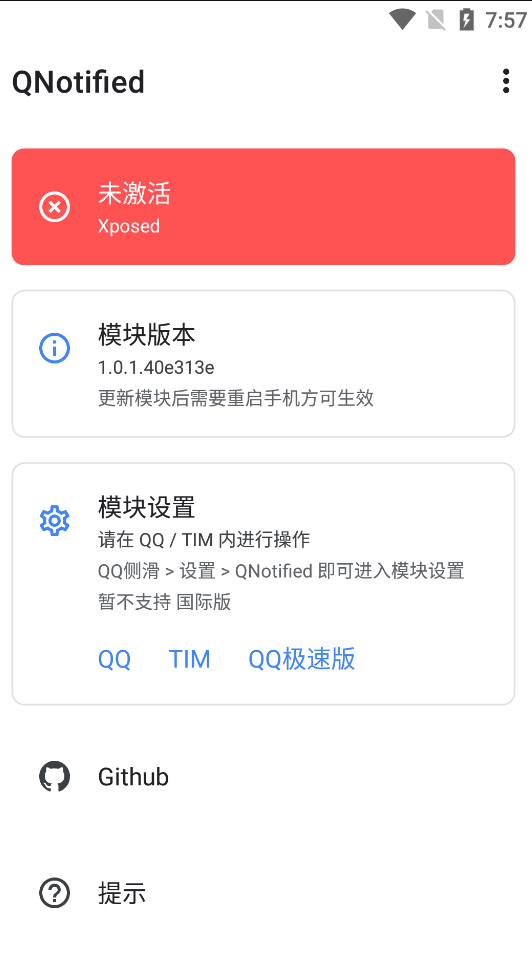 7:57
QNotified
未激活
Xposed
模块版本
1.0.1.40e313e
更新模块后需要重启手机方可生效
模块设置
请在 QQ / TIM 内进行操作
QQ侧滑 > 设置 > QNotified 即可进入模块设置
暂不支持 国际版
QQ TIM QQ极速版
Github
提示